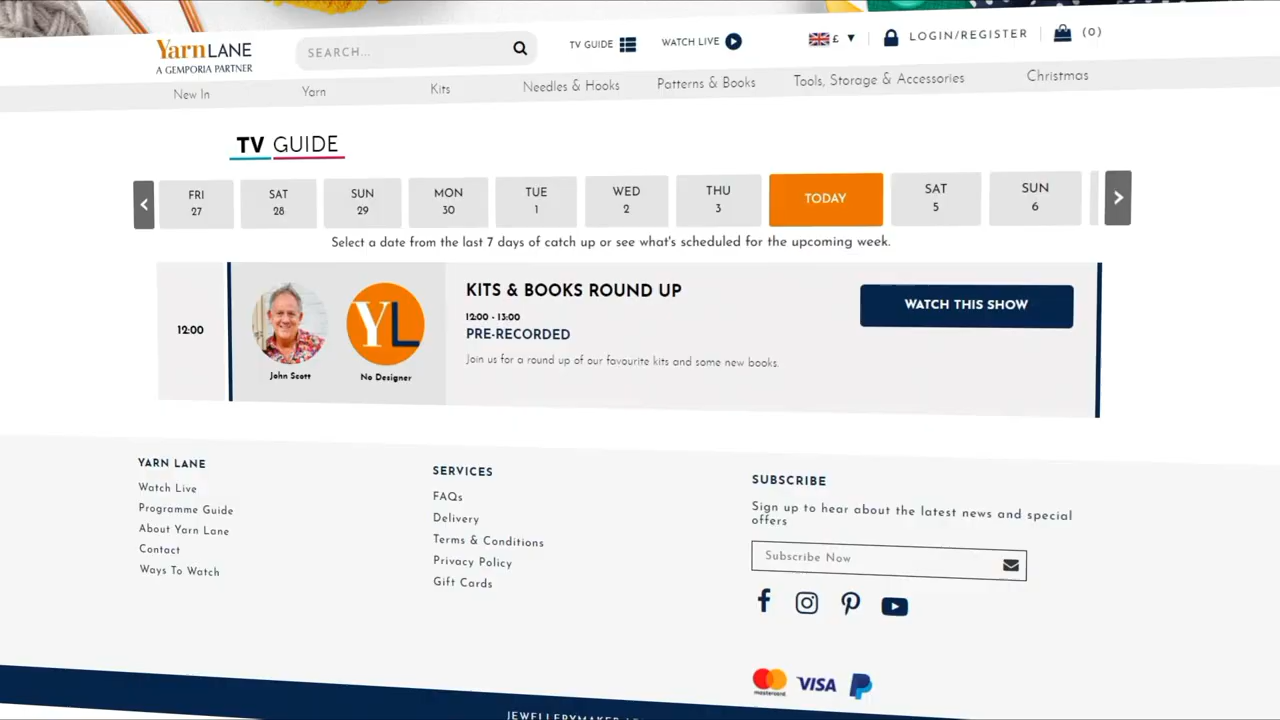 YarnLANE
A GEMPORIA PARTNER
SEARCH...
TV GUIDE
WATCH LIVE
£
LOGIN/REGISTER
(0)
New In
Yarn
Kits
Needles & Hooks
Patterns & Books
Tools, Storage & Accessories
Christmas
TV GUIDE
FRI
27
SAT
28
SUN
29
MON
30
TUE
1
WED
2
THU
3
TODAY
SAT
5
SUN
6
Select a date from the last 7 days of catch up or see what's scheduled for the upcoming week.
12:00
YL
John Scott
No Designer
KITS & BOOKS ROUND UP
12:00 - 13:00
PRE-RECORDED
Join us for a round up of our favourite kits and some new books.
WATCH THIS SHOW
YARN LANE
Watch Live
Programme Guide
About Yarn Lane
Contact
Ways To Watch
SERVICES
FAQs
Delivery
Terms & Conditions
Privacy Policy
Gift Cards
SUBSCRIBE
Sign up to hear about the latest news and special
offers
Subscribe Now
mastercard
VISA
JEWELLERYMAKER